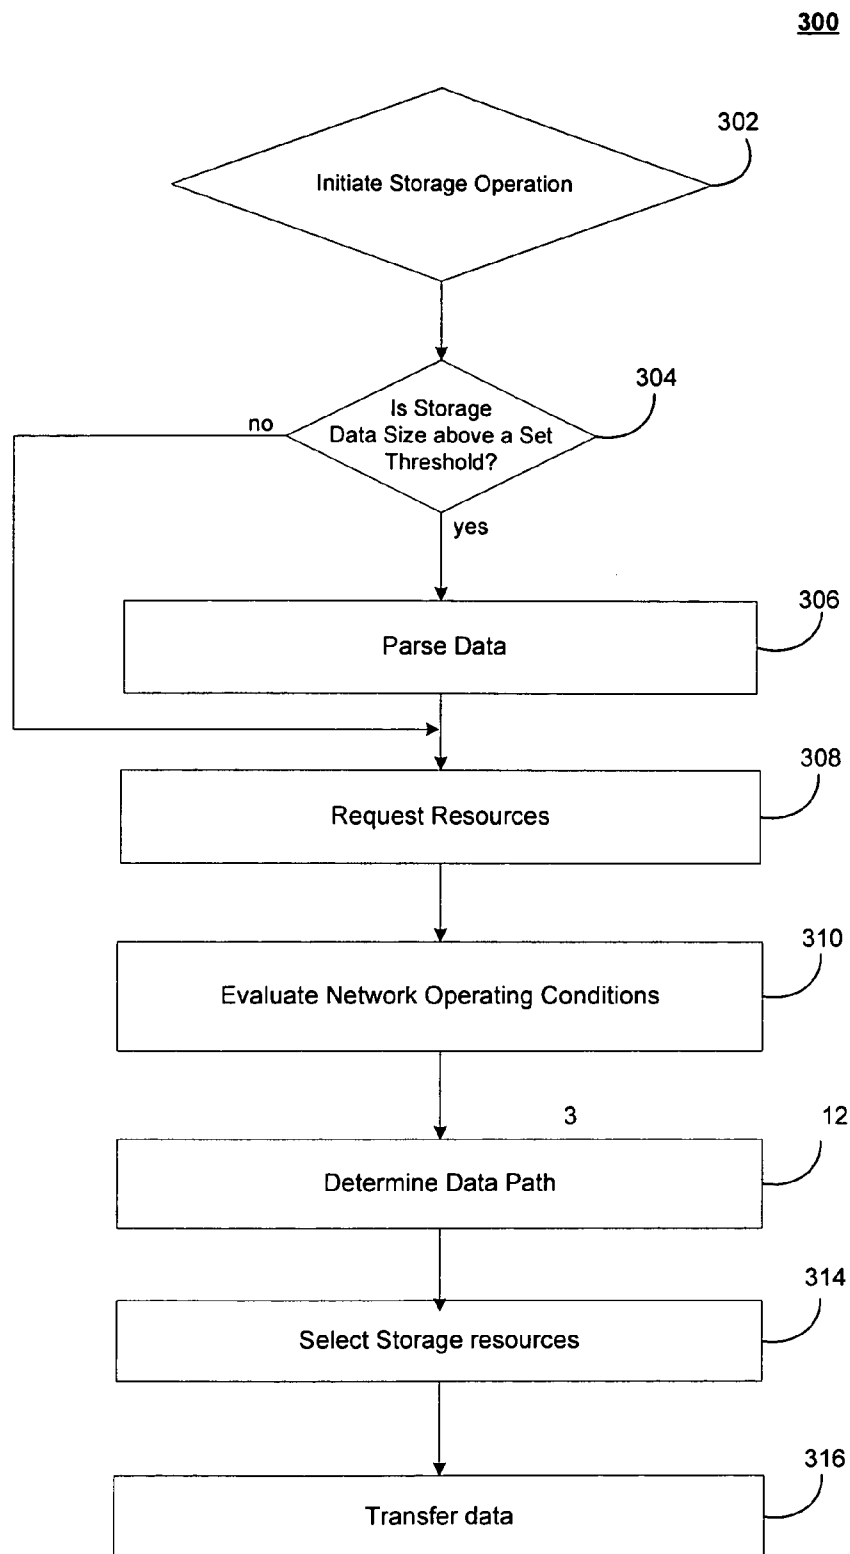 300
302
Initiate Storage Operation
304
Is Storage
Data Size above a Set
Threshold?
no
yes
306
Parse Data
308
Request Resources
310
Evaluate Network Operating Conditions
3
12
Determine Data Path
314
Select Storage resources
316
Transfer data